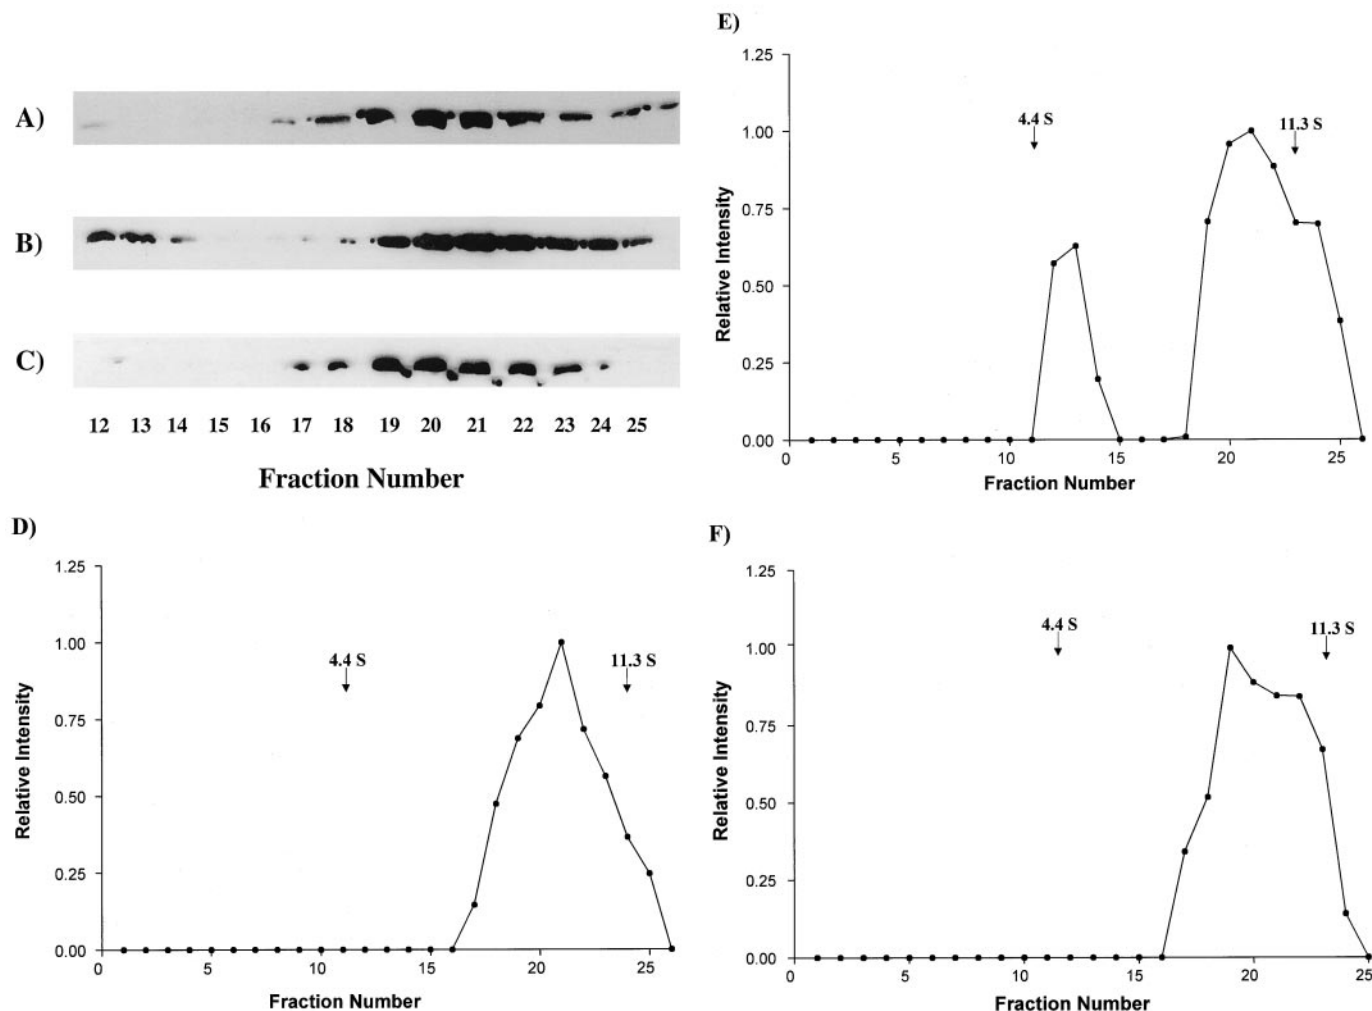 A)
B)
C)
12 13 14 15 16 17 18 19 20 21 22 23 24 25
Fraction Number
E)
1.25
1.00
0.75
0.50
0.25
0.00
Relative Intensity
4.4 S
11.3 S
0 5 10 15 20 25
Fraction Number
D)
1.25
1.00
0.75
0.50
0.25
0.00
Relative Intensity
4.4 S
11.3 S
0 5 10 15 20 25
Fraction Number
F)
1.25
1.00
0.75
0.50
0.25
0.00
Relative Intensity
4.4 S
11.3 S
0 5 10 15 20 25
Fraction Number